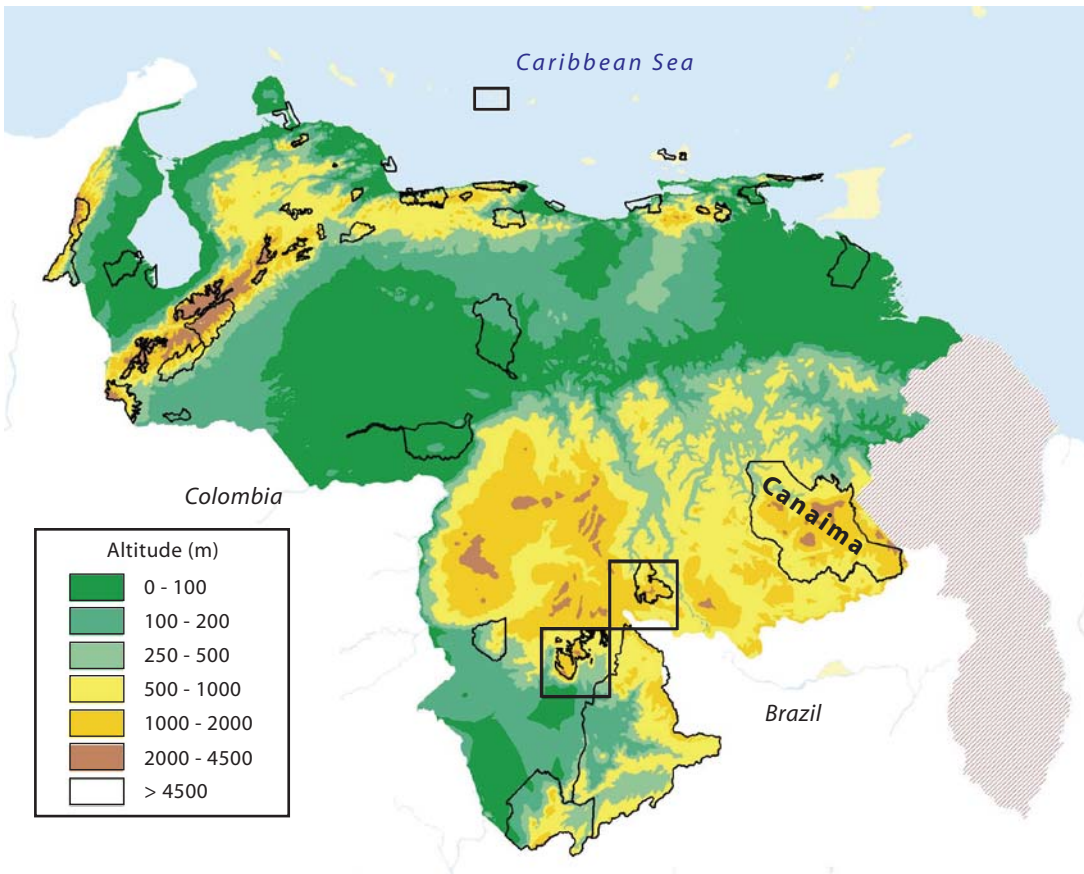 Caribbean Sea
Canaima
Colombia
Altitude (m)
0 - 100
100 - 200
250 - 500
500 - 1000
1000 - 2000
2000 - 4500
> 4500
Brazil